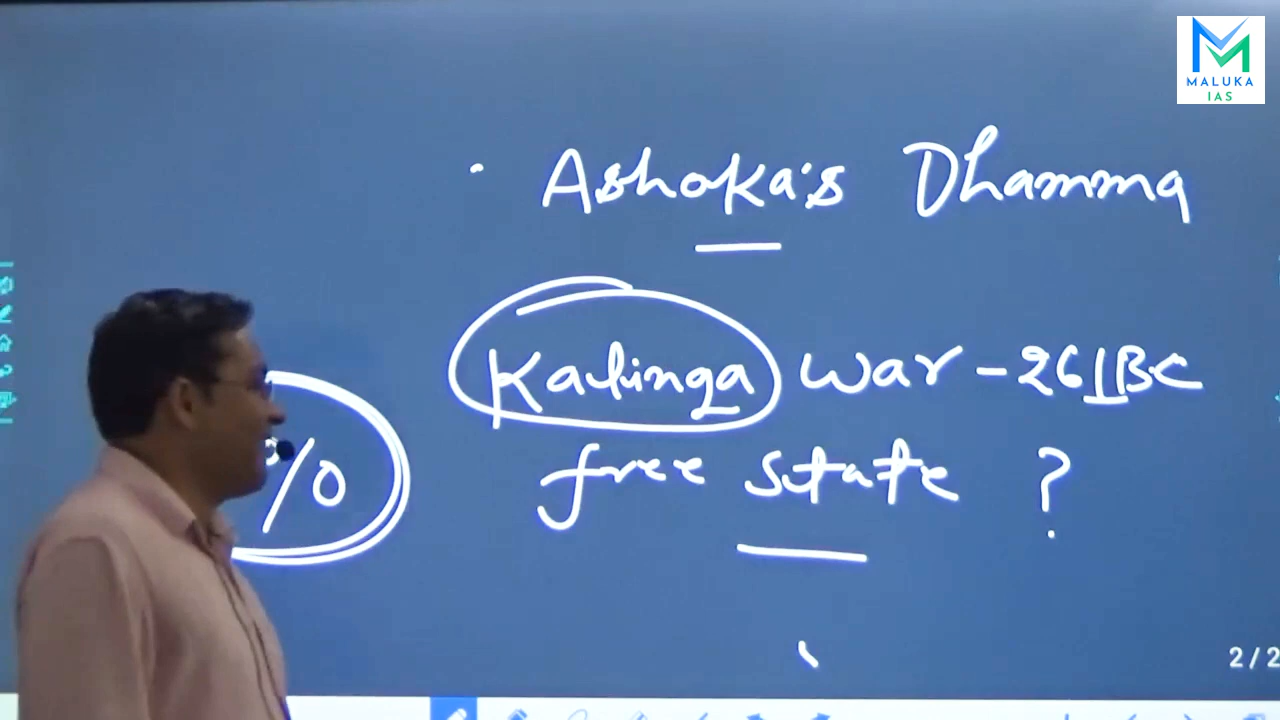 MALUKA
IAS
Ashoka's Dhamma
Kalinga war - 261BC
free state ?
%
2/2